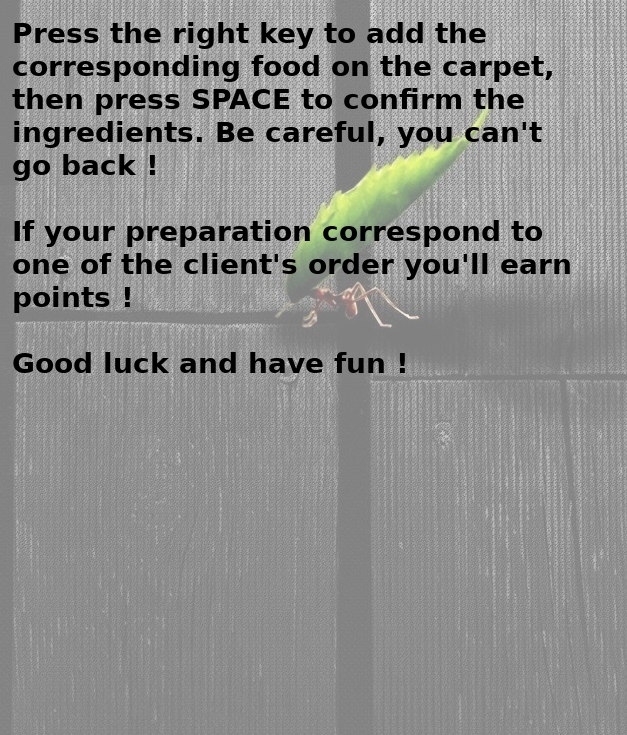 Press the right key to add the
corresponding food on the carpet,
then press SPACE to confirm the
ingredients. Be careful, you can't
go back !
If your preparation correspond to
one of the client's order you'll earn
points !
Good luck and have fun !